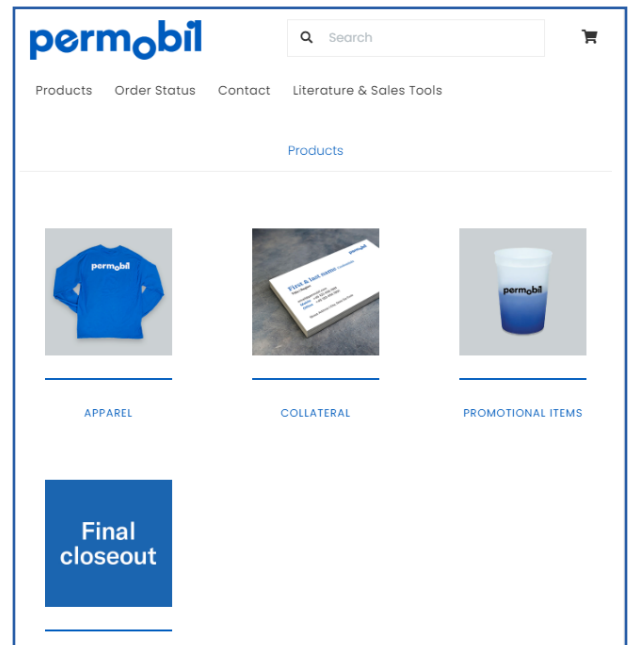 permobil
Search
Products Order Status Contact Literature & Sales Tools
Products
permobil
permobil
First & last name
permobil
APPAREL COLLATERAL PROMOTIONAL ITEMS
Final
closeout